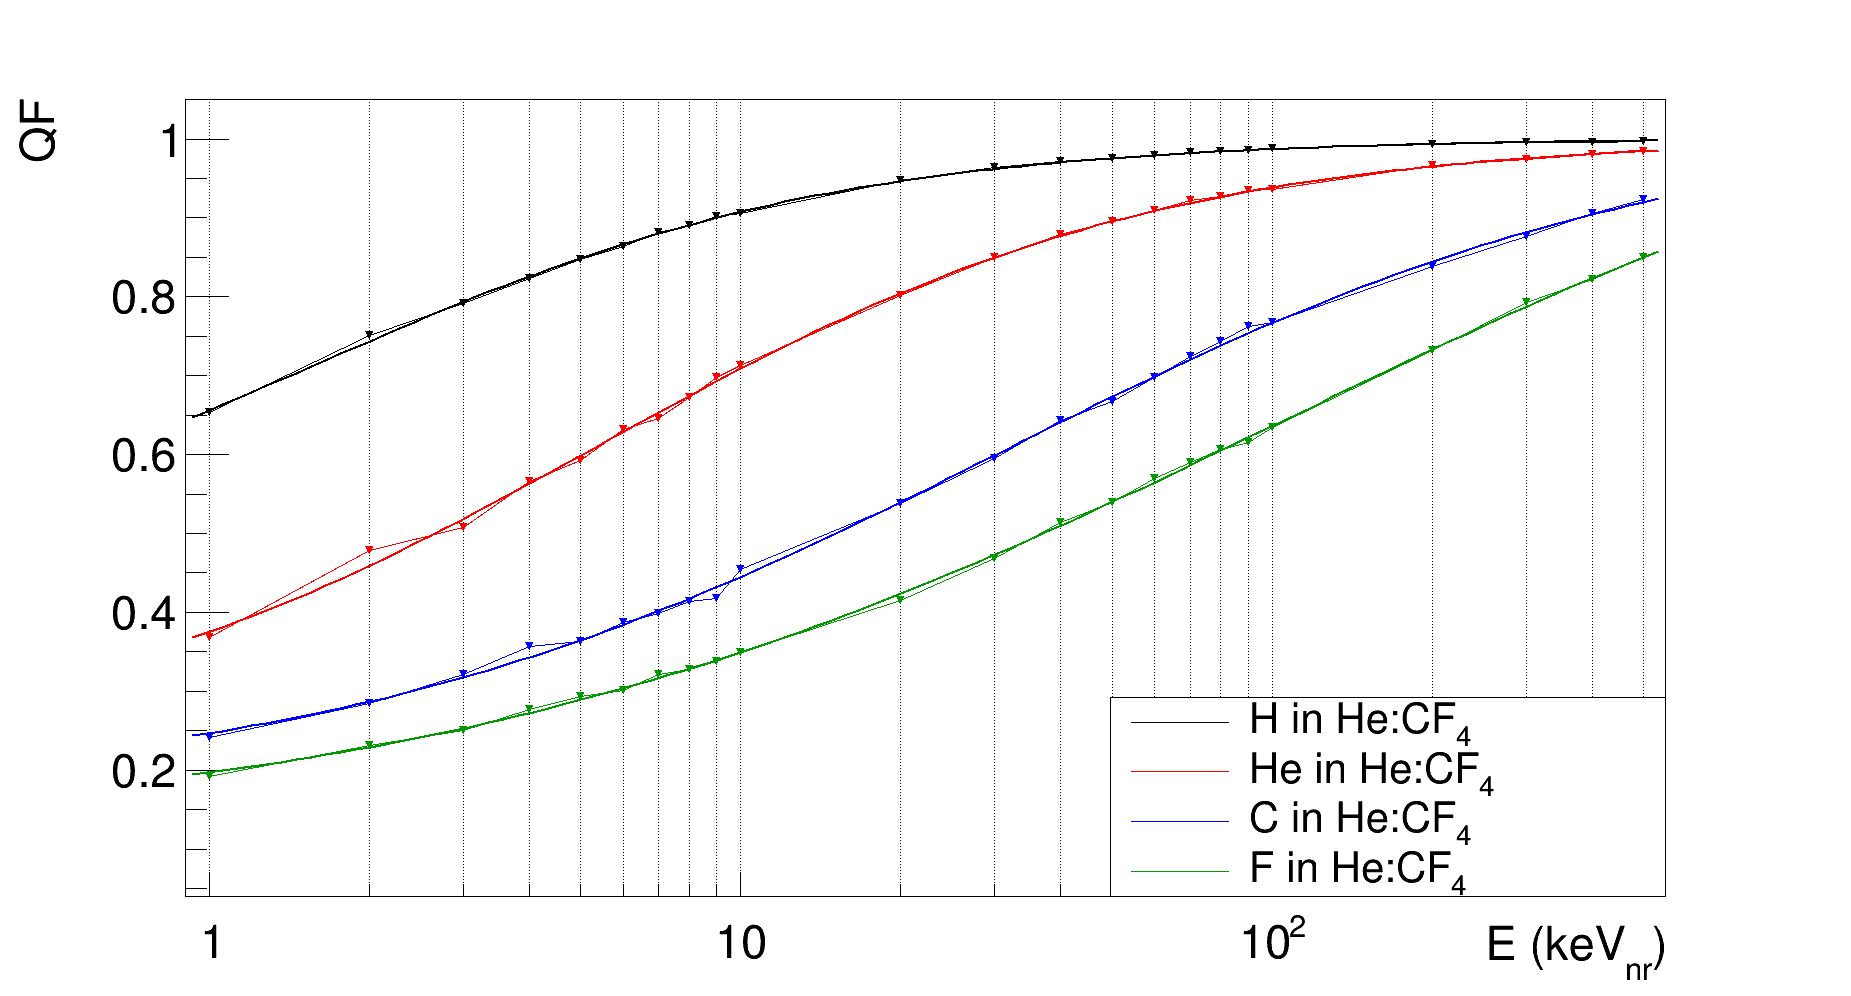 QF
1
0.8
0.6
0.4
0.2
H in He:CF₄
He in He:CF₄
C in He:CF₄
F in He:CF₄
1 10 10² E (keVₙᵣ)